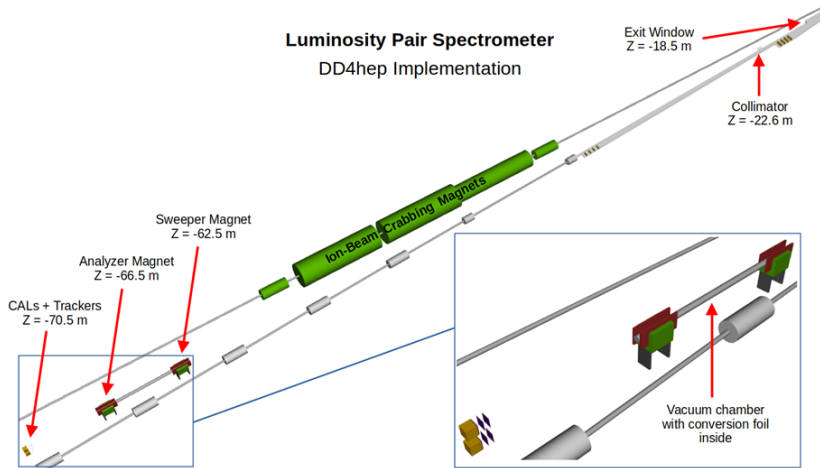 Luminosity Pair Spectrometer
DD4hep Implementation
Exit Window
Z = -18.5 m
Collimator
Z = -22.6 m
Ion-Beam Crabbing Magnets
Sweeper Magnet
Z = -62.5 m
Analyzer Magnet
Z = -66.5 m
CALs + Trackers
Z = -70.5 m
Vacuum chamber
with conversion foil
inside